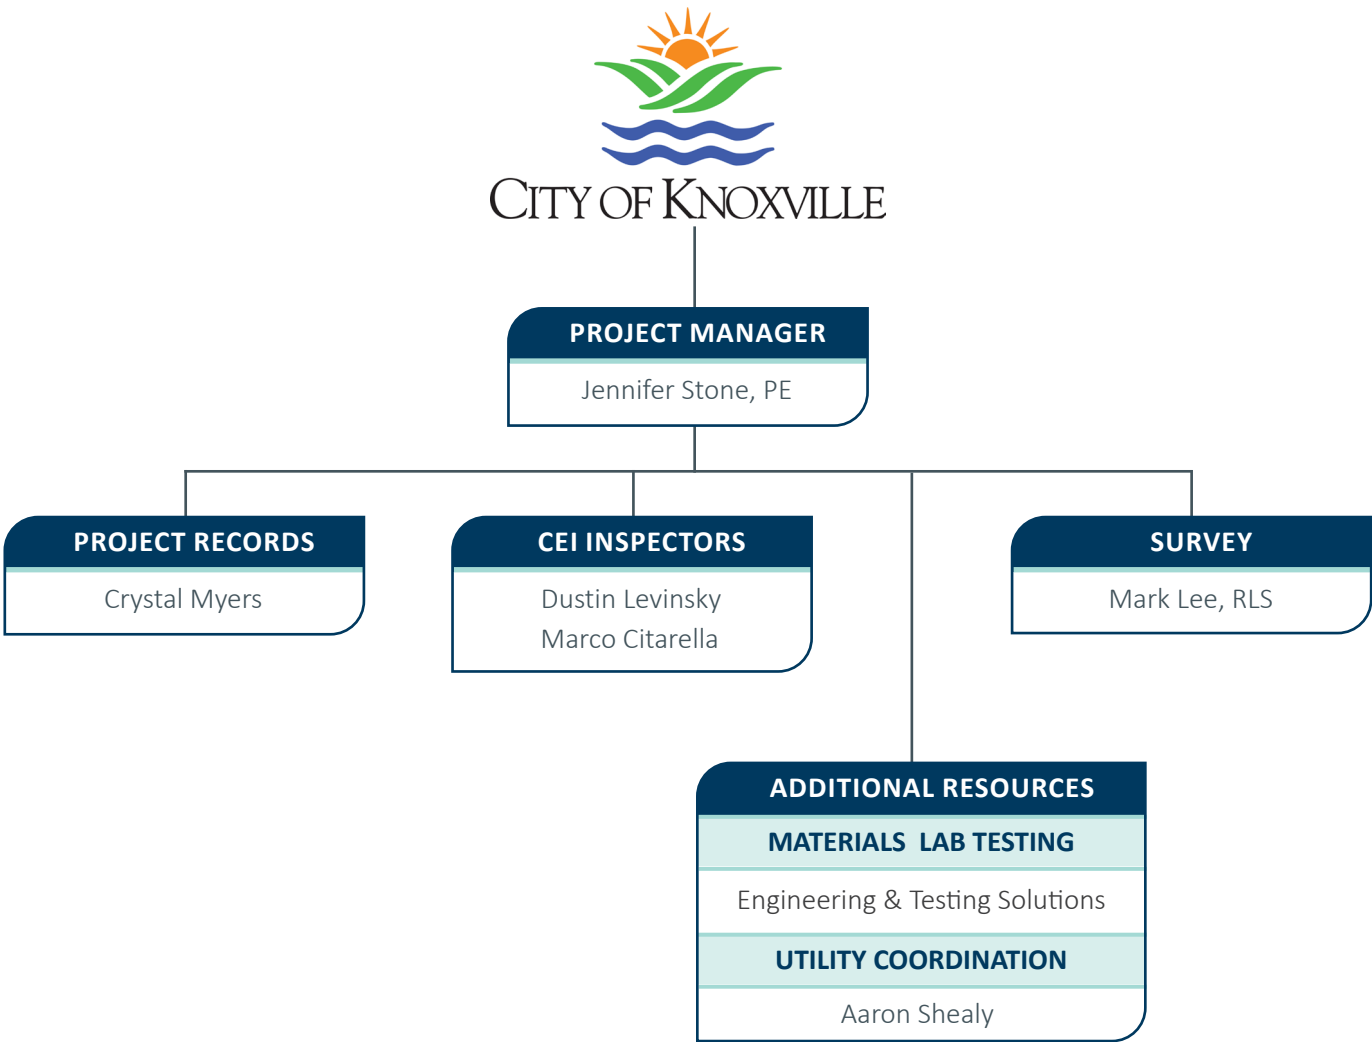 CITY OF KNOXVILLE
PROJECT MANAGER
Jennifer Stone, PE
PROJECT RECORDS
Crystal Myers
CEI INSPECTORS
Dustin Levinsky
Marco Citarella
SURVEY
Mark Lee, RLS
ADDITIONAL RESOURCES
MATERIALS LAB TESTING
Engineering & Testing Solutions
UTILITY COORDINATION
Aaron Shealy